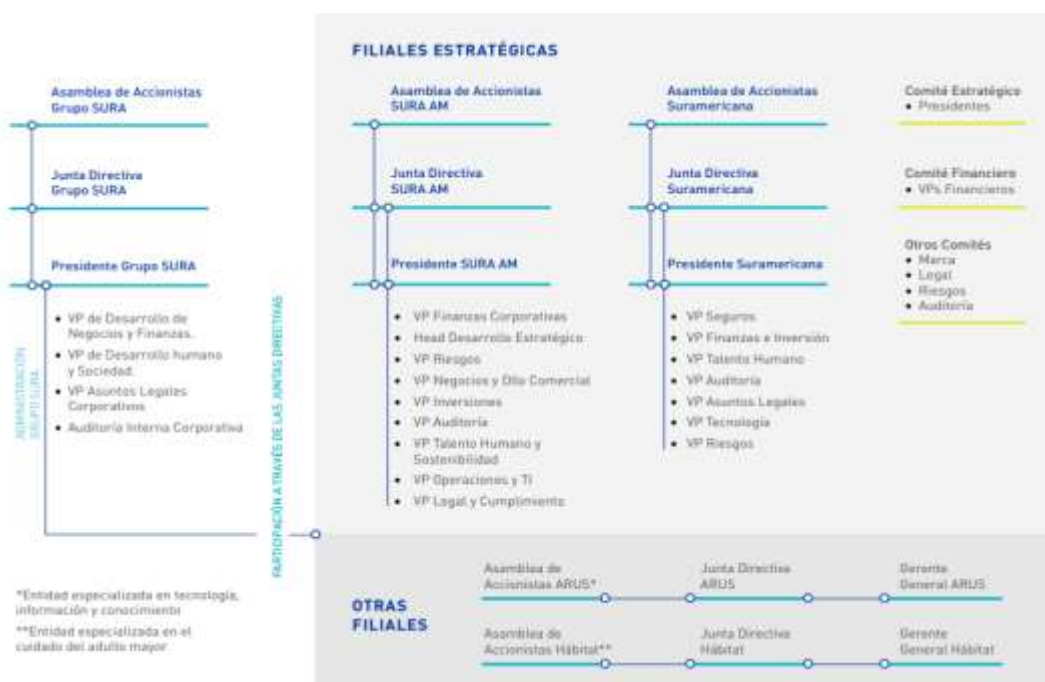 FILIALES ESTRATÉGICAS
Asamblea de Accionistas
Grupo SURA
Junta Directiva
Grupo SURA
Presidente Grupo SURA
• VP de Desarrollo de
Negocios y Finanzas.
• VP de Desarrollo humano
y Sociedad
• VP Asuntos Legales
Corporativos
• Auditoría Interna Corporativa
ADMINISTRACIÓN
GRUPO SURA
PARTICIPACIÓN A TRAVÉS DE LAS JUNTAS DIRECTIVAS
Asamblea de Accionistas
SURA AM
Junta Directiva
SURA AM
Presidente SURA AM
• VP Finanzas Corporativas
• Head Desarrollo Estratégico
• VP Riesgos
• VP Negocios y Dllo Comercial
• VP Inversiones
• VP Auditoría
• VP Talento Humano y
Sostenibilidad
• VP Operaciones y TI
• VP Legal y Cumplimiento
Asamblea de Accionistas
Suramericana
Junta Directiva
Suramericana
Presidente Suramericana
• VP Seguros
• VP Finanzas e Inversión
• VP Talento Humano
• VP Auditoría
• VP Asuntos Legales
• VP Tecnología
• VP Riesgos
Comité Estratégico
• Presidentes
Comité Financiero
• VPs Financieros
Otros Comités
• Marca
• Legal
• Riesgos
• Auditoría
OTRAS
FILIALES
Asamblea de
Accionistas ARUS*
Junta Directiva
ARUS
Gerente
General ARUS
Asamblea de
Accionistas Hábitat**
Junta Directiva
Hábitat
Gerente
General Hábitat
*Entidad especializada en tecnología,
información y conocimiento
**Entidad especializada en el
cuidado del adulto mayor